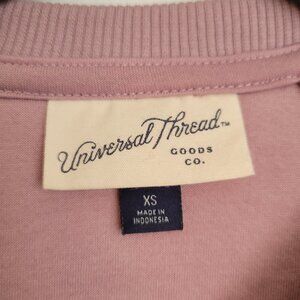 Universal Thread™
GOODS
CO.
XS
MADE IN
INDONESIA